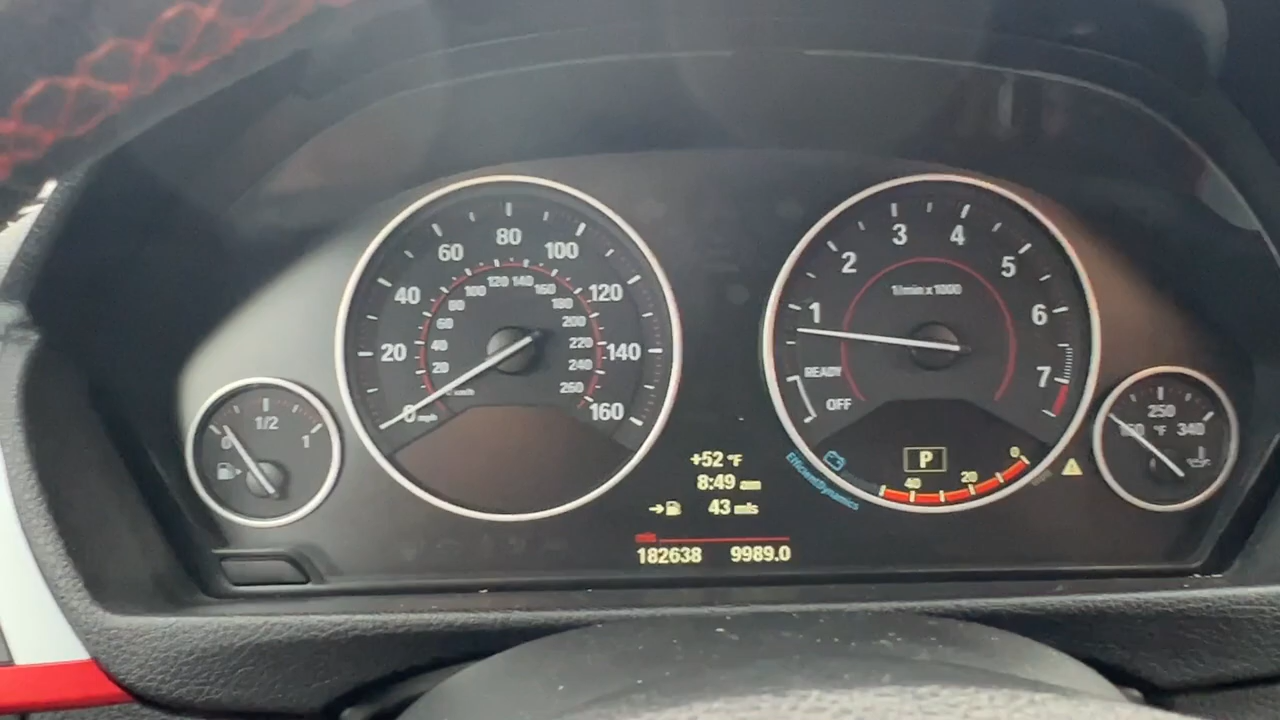 20 40 60 80 100 120 140 160
20 40 60 80 100 120 140 160 180 200 220 240 260
0 mph
km/h
1 2 3 4 5 6 7
1/min x 1000
READY
OFF
0 1/2 1
250
°F 340
+52 °F
8:49 am
43 mls
182638 9989.0
P
40 20 0
EfficientDynamics